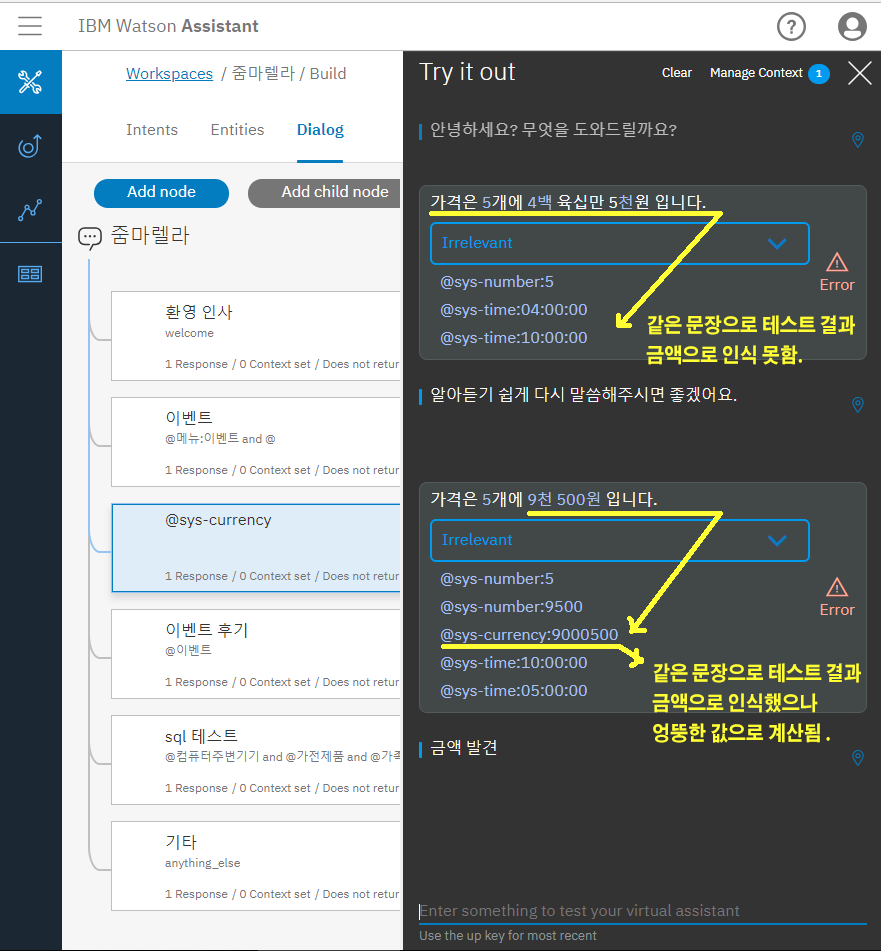 IBM Watson Assistant
Workspaces / 줌마렐라 / Build
Intents
Entities
Dialog
Add node
Add child node
줌마렐라
환영 인사
welcome
1 Response / 0 Context set / Does not retur
이벤트
@메뉴:이벤트 and @
1 Response / 0 Context set / Does not retur
@sys-currency
1 Response / 0 Context set / Does not retur
이벤트 후기
@이벤트
1 Response / 0 Context set / Does not retur
sql 테스트
@컴퓨터주변기기 and @가전제품 and @가족
1 Response / 0 Context set / Does not retur
기타
anything_else
1 Response / 0 Context set / Does not retur
Try it out
Clear
Manage Context 1
안녕하세요? 무엇을 도와드릴까요?
가격은 5개에 4백 육십만 5천원 입니다.
Irrelevant
Error
@sys-number:5
@sys-time:04:00:00
@sys-time:10:00:00
같은 문장으로 테스트 결과
금액으로 인식 못함.
알아듣기 쉽게 다시 말씀해주시면 좋겠어요.
가격은 5개에 9천 500원 입니다.
Irrelevant
Error
@sys-number:5
@sys-number:9500
@sys-currency:9000500
@sys-time:10:00:00
@sys-time:05:00:00
같은 문장으로 테스트 결과
금액으로 인식했으나
엉뚱한 값으로 계산됨 .
금액 발견
Enter something to test your virtual assistant
Use the up key for most recent